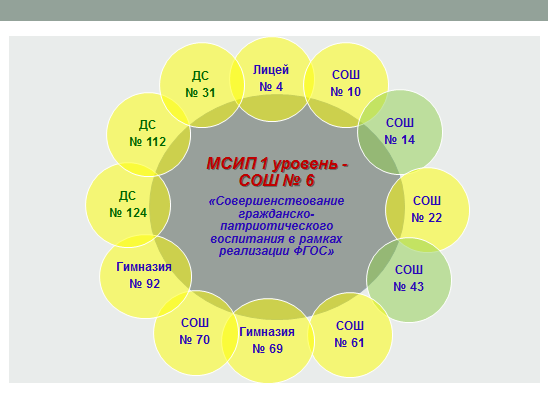 МСИП 1 уровень -
СОШ № 6
«Совершенствование
гражданско-
патриотического
воспитания в рамках
реализации ФГОС»
Лицей
№ 4
СОШ
№ 10
СОШ
№ 14
СОШ
№ 22
СОШ
№ 43
СОШ
№ 61
Гимназия
№ 69
СОШ
№ 70
Гимназия
№ 92
ДС
№ 124
ДС
№ 112
ДС
№ 31